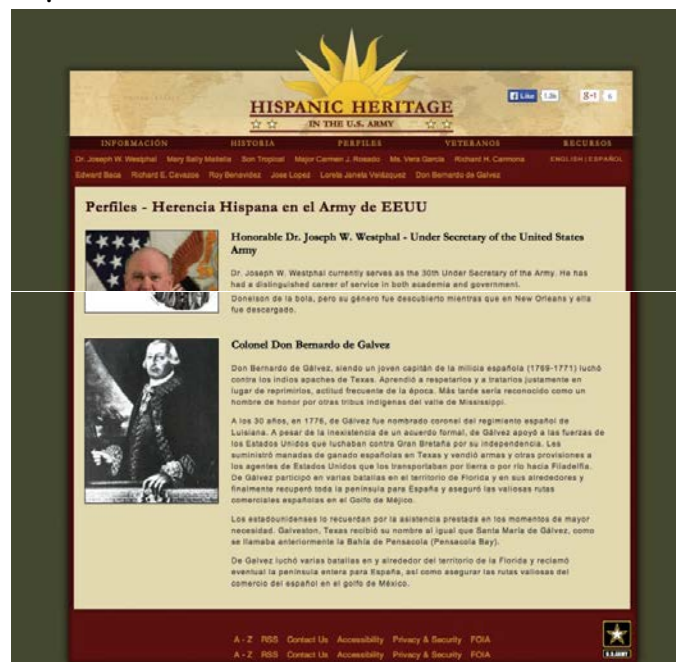 HISPANIC HERITAGE
IN THE U.S. ARMY
Like 1.2k +1 6
INFORMACIÓN HISTORIA PERFILES VETERANOS RECURSOS
Dr. Joseph W. Westphal Mary Sally Matiella Son Tropical Major Carmen J. Rosado Ms. Vera Garcia Richard H. Carmona ENGLISH | ESPAÑOL
Edward Baca Richard E. Cavazos Roy Benavidez Jose Lopez Loreta Janeta Velázquez Don Bernardo de Galvez
Perfiles - Herencia Hispana en el Army de EEUU
Honorable Dr. Joseph W. Westphal - Under Secretary of the United States
Army
Dr. Joseph W. Westphal currently serves as the 30th Under Secretary of the Army. He has
had a distinguished career of service in both academia and government.
Donelson de la bota, pero su género fue descubierto mientras que en New Orleans y ella
fue descargado.
Colonel Don Bernardo de Galvez
Don Bernardo de Gálvez, siendo un joven capitán de la milicia española (1769-1771) luchó
contra los indios apaches de Texas. Aprendió a respetarlos y a tratarlos justamente en
lugar de reprimirlos, actitud frecuente de la época. Más tarde sería reconocido como un
hombre de honor por otras tribus indígenas del valle de Mississippi.
A los 30 años, en 1776, de Gálvez fue nombrado coronel del regimiento español de
Luisiana. A pesar de la inexistencia de un acuerdo formal, de Gálvez apoyó a las fuerzas de
los Estados Unidos que luchaban contra Gran Bretaña por su independencia. Les
suministró manadas de ganado españolas en Texas y vendió armas y otras provisiones a
los agentes de Estados Unidos que los transportaban por tierra o por río hacia Filadelfia.
De Gálvez participó en varias batallas en el territorio de Florida y en sus alrededores y
finalmente recuperó toda la península para España y aseguró las valiosas rutas
comerciales españolas en el Golfo de Méjico.
Los estadounidenses lo recuerdan por la asistencia prestada en los momentos de mayor
necesidad. Galveston, Texas recibió su nombre al igual que Santa María de Gálvez, como
se llamaba anteriormente la Bahía de Pensacola (Pensacola Bay).
De Galvez luchó varias batallas en y alrededor del territorio de la Florida y reclamó
eventual la península entera para España, así como asegurar las rutas valiosas del
comercio del español en el golfo de México.
A - Z RSS Contact Us Accessibility Privacy & Security FOIA
A - Z RSS Contact Us Accessibility Privacy & Security FOIA
U.S.ARMY